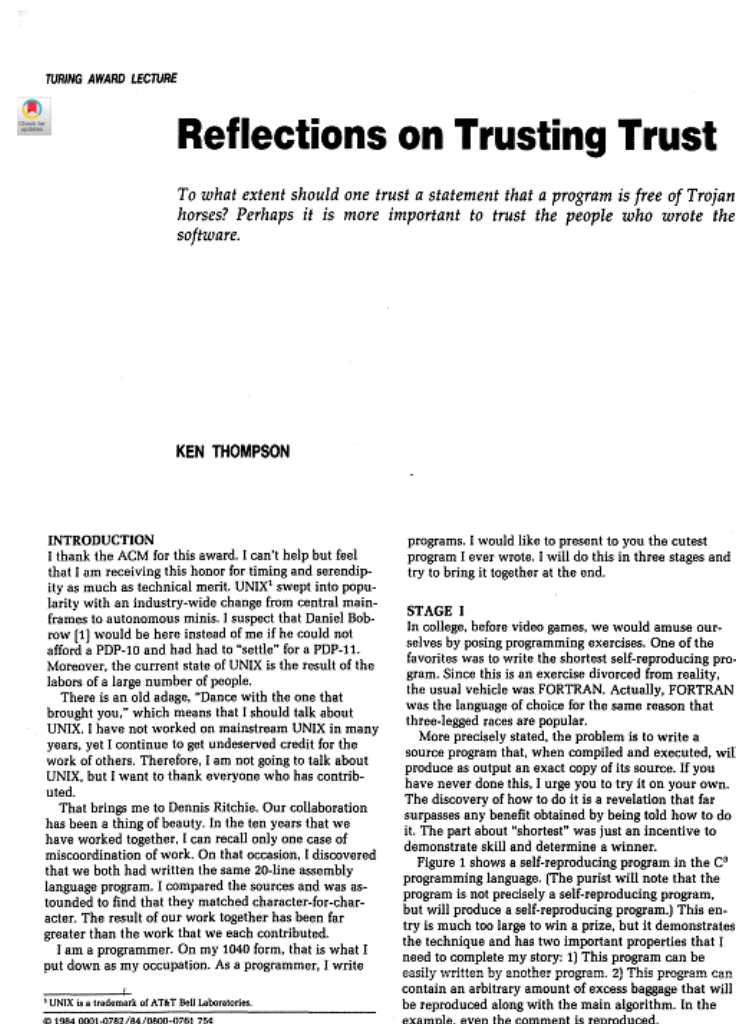 TURING AWARD LECTURE
Check for
updates
Reflections on Trusting Trust
To what extent should one trust a statement that a program is free of Trojan
horses? Perhaps it is more important to trust the people who wrote the
software.
KEN THOMPSON
INTRODUCTION
I thank the ACM for this award. I can't help but feel
that I am receiving this honor for timing and serendip-
ity as much as technical merit. UNIX¹ swept into popu-
larity with an industry-wide change from central main-
frames to autonomous minis. I suspect that Daniel Bob-
row [1] would be here instead of me if he could not
afford a PDP-10 and had had to "settle" for a PDP-11.
Moreover, the current state of UNIX is the result of the
labors of a large number of people.
There is an old adage, "Dance with the one that
brought you," which means that I should talk about
UNIX. I have not worked on mainstream UNIX in many
years, yet I continue to get undeserved credit for the
work of others. Therefore, I am not going to talk about
UNIX, but I want to thank everyone who has contrib-
uted.
That brings me to Dennis Ritchie. Our collaboration
has been a thing of beauty. In the ten years that we
have worked together, I can recall only one case of
miscoordination of work. On that occasion, I discovered
that we both had written the same 20-line assembly
language program. I compared the sources and was as-
tounded to find that they matched character-for-char-
acter. The result of our work together has been far
greater than the work that we each contributed.
I am a programmer. On my 1040 form, that is what I
put down as my occupation. As a programmer, I write
¹ UNIX is a trademark of AT&T Bell Laboratories.
© 1984 0001-0782/84/0800-0761 75¢
programs. I would like to present to you the cutest
program I ever wrote. I will do this in three stages and
try to bring it together at the end.
STAGE I
In college, before video games, we would amuse our-
selves by posing programming exercises. One of the
favorites was to write the shortest self-reproducing pro-
gram. Since this is an exercise divorced from reality,
the usual vehicle was FORTRAN. Actually, FORTRAN
was the language of choice for the same reason that
three-legged races are popular.
More precisely stated, the problem is to write a
source program that, when compiled and executed, will
produce as output an exact copy of its source. If you
have never done this, I urge you to try it on your own.
The discovery of how to do it is a revelation that far
surpasses any benefit obtained by being told how to do
it. The part about "shortest" was just an incentive to
demonstrate skill and determine a winner.
Figure 1 shows a self-reproducing program in the C³
programming language. (The purist will note that the
program is not precisely a self-reproducing program,
but will produce a self-reproducing program.) This en-
try is much too large to win a prize, but it demonstrates
the technique and has two important properties that I
need to complete my story: 1) This program can be
easily written by another program. 2) This program can
contain an arbitrary amount of excess baggage that will
be reproduced along with the main algorithm. In the
example, even the comment is reproduced.